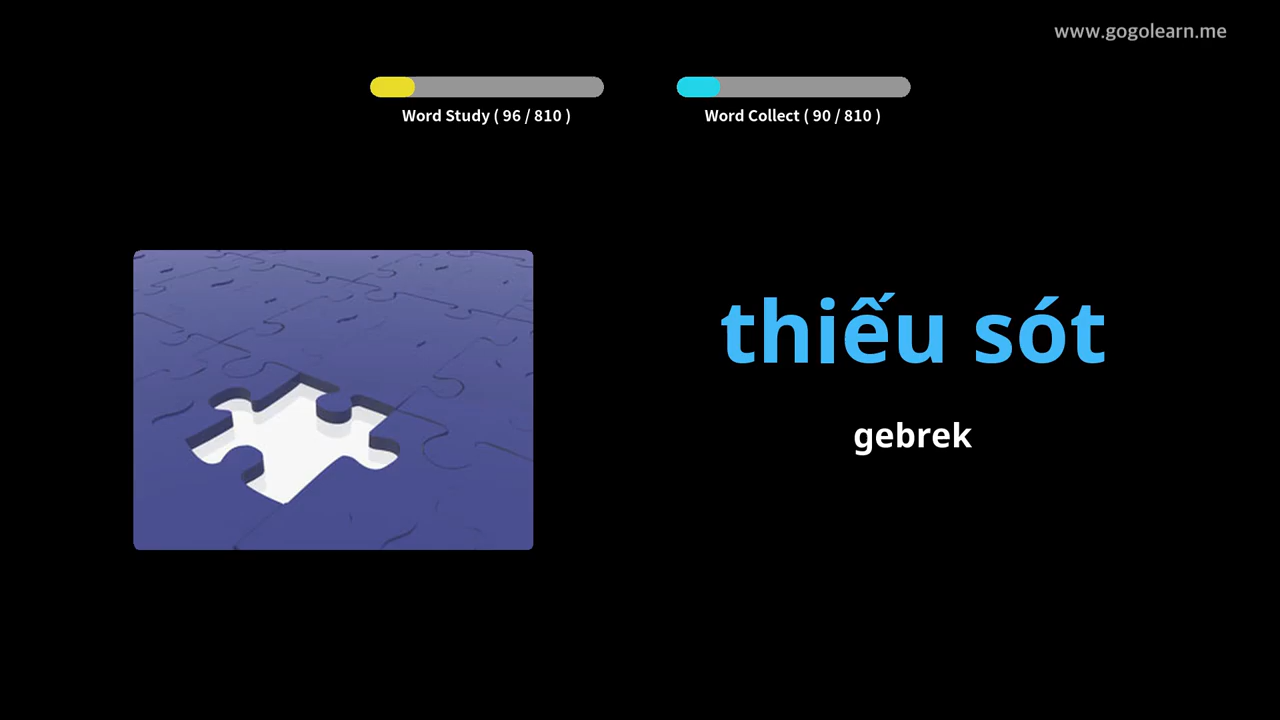 www.gogolearn.me
Word Study ( 96 / 810 )
Word Collect ( 90 / 810 )
thiếu sót
gebrek